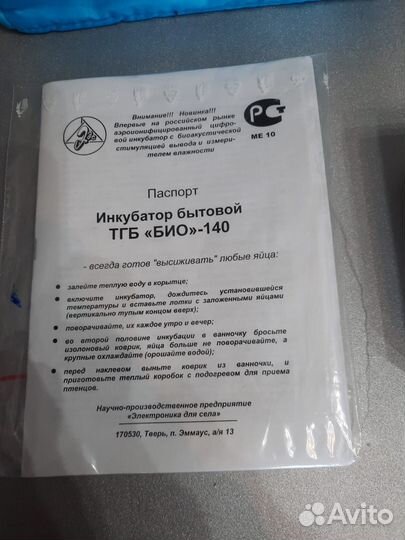 Внимание!!! Новинка!!!
Впервые на российском рынке
аэроионифицированный цифро-
вой инкубатор с биоакустической
стимуляцией вывода и измери-
телем влажности
РСТ
МЕ 10
Паспорт
Инкубатор бытовой
ТГБ «БИО»-140
- всегда готов "высиживать" любые яйца:
• залейте теплую воду в корытце;
• включите инкубатор, дождитесь установившейся
температуры и вставьте лотки с заложенными яйцами
(вертикально тупым концом вверх);
• поворачивайте, их каждое утро и вечер;
• во второй половине инкубации в ванночку бросьте
изолоновый коврик, яйца больше не поворачивайте, а
крупные охлаждайте (орошайте водой);
• перед наклевом выньте коврик из ванночки, и
приготовьте теплый коробок с подогревом для приема
птенцов.
Научно-производственное предприятие
«Электроника для села»
170530, Тверь, п. Эммаус, а/я 13
Avito